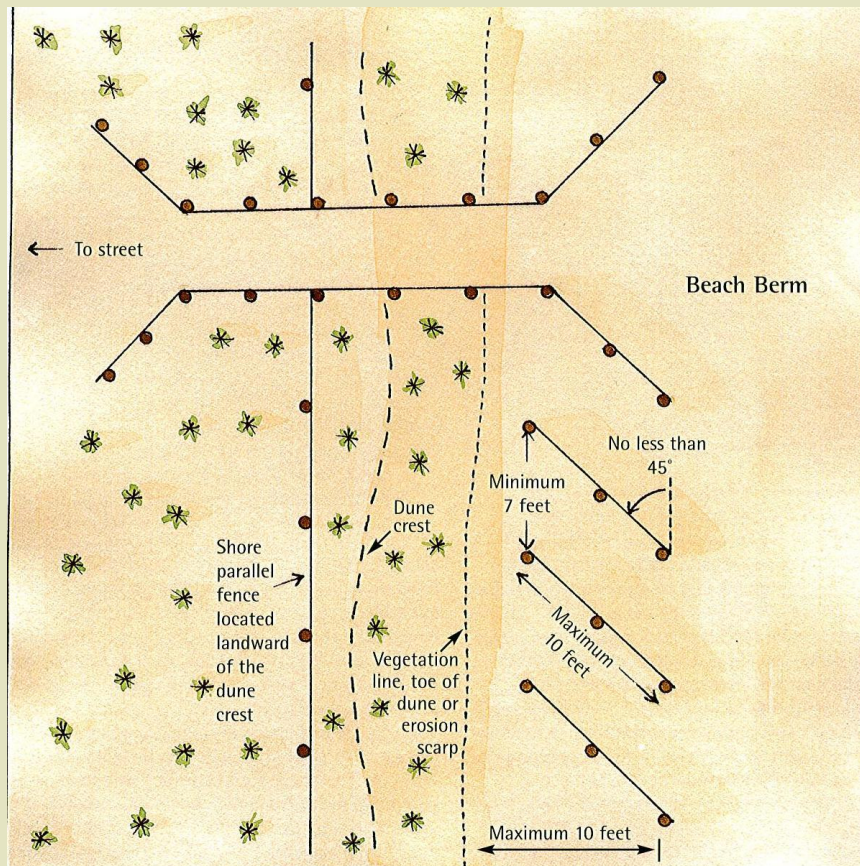 To street
Beach Berm
No less than
45°
Minimum
7 feet
Dune
crest
Shore
parallel
fence
located
landward
of the
dune
crest
Maximum
10 feet
Vegetation
line, toe of
dune or
erosion
scarp
Maximum 10 feet